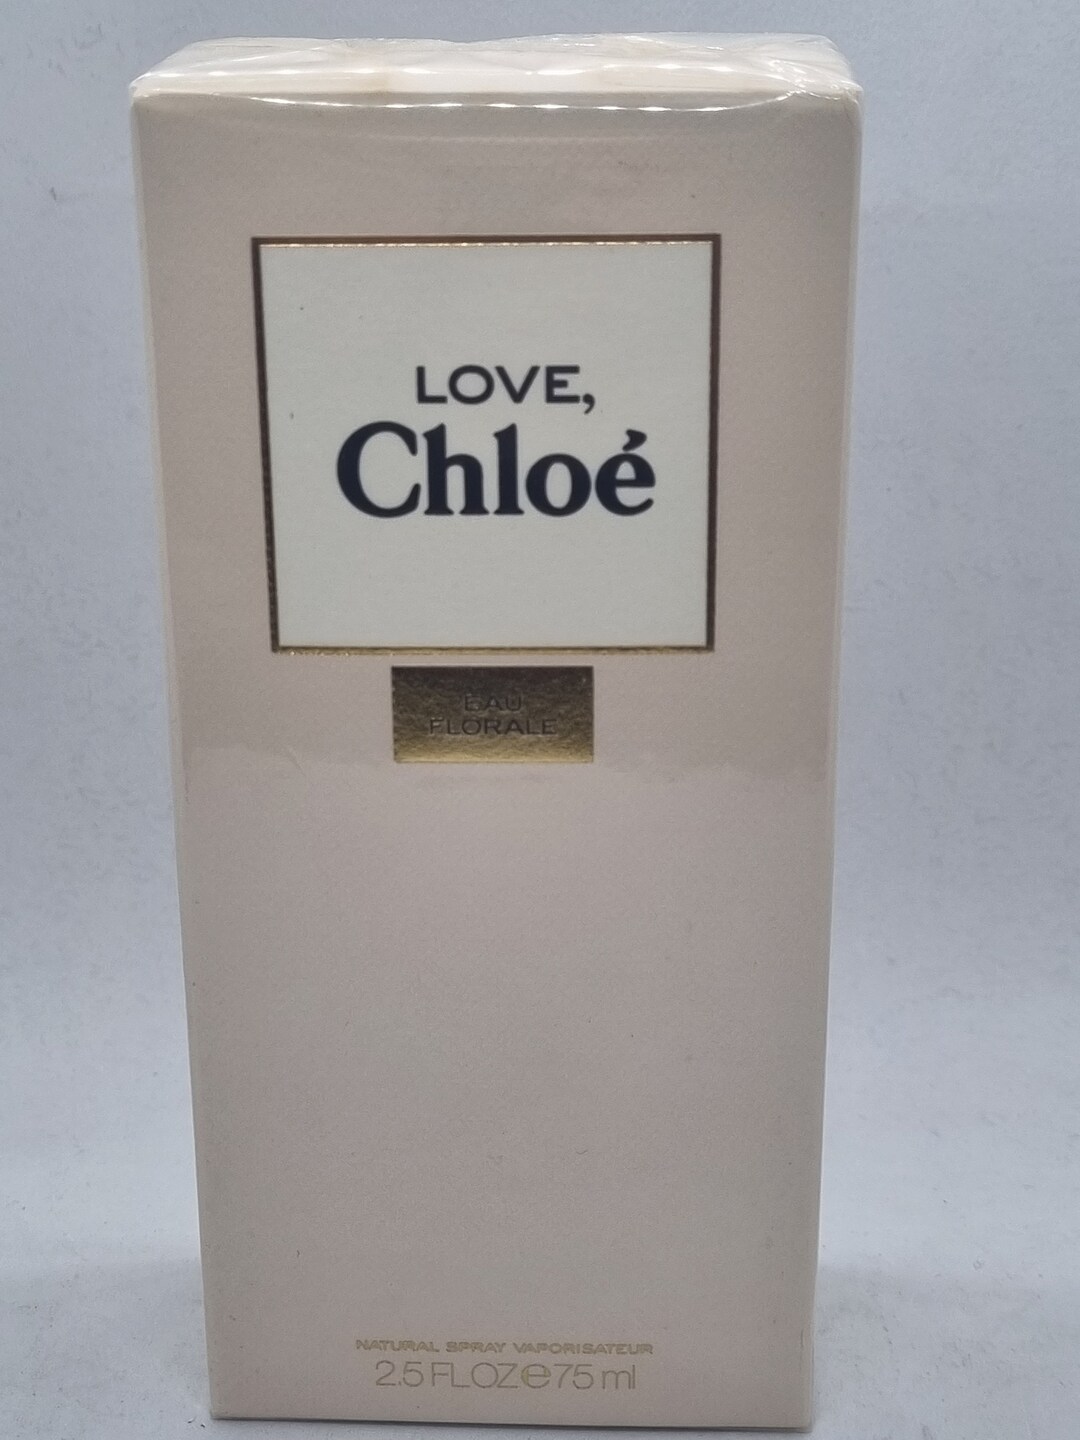 LOVE,
Chloé
EAU
FLORALE
NATURAL SPRAY VAPORISATEUR
2.5 FL OZ ℮ 75 ml